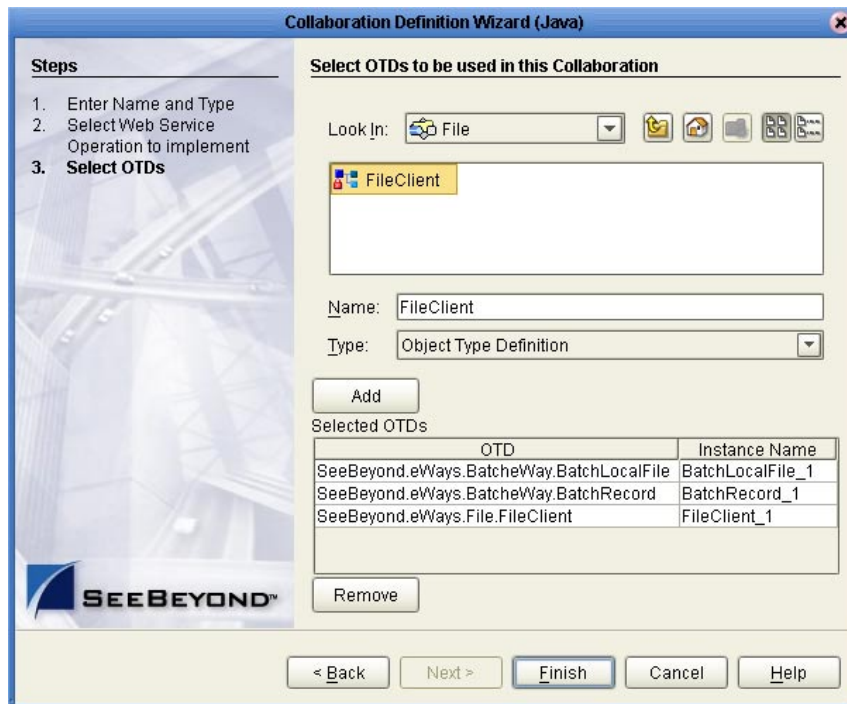 Collaboration Definition Wizard (Java)
Steps
1. Enter Name and Type
2. Select Web Service
Operation to implement
3. Select OTDs
Select OTDs to be used in this Collaboration
Look In: File
FileClient
Name: FileClient
Type: Object Type Definition
Add
Selected OTDs
OTD Instance Name
SeeBeyond.eWays.BatcheWay.BatchLocalFile BatchLocalFile_1
SeeBeyond.eWays.BatcheWay.BatchRecord BatchRecord_1
SeeBeyond.eWays.File.FileClient FileClient_1
Remove
SEEBEYOND™
< Back Next > Finish Cancel Help